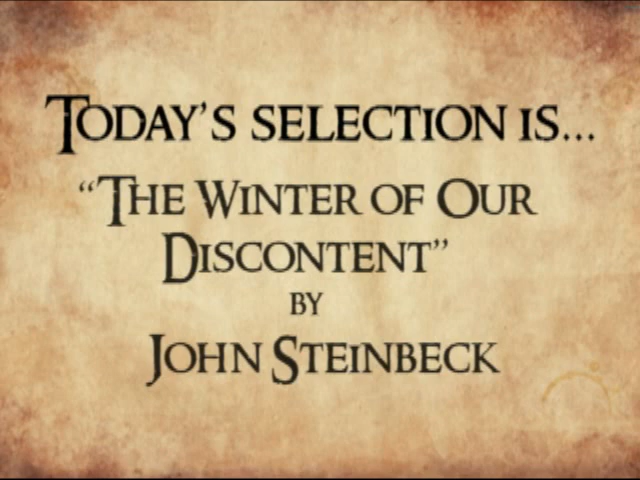 Today's selection is...
"The Winter of Our
Discontent"
by
John Steinbeck